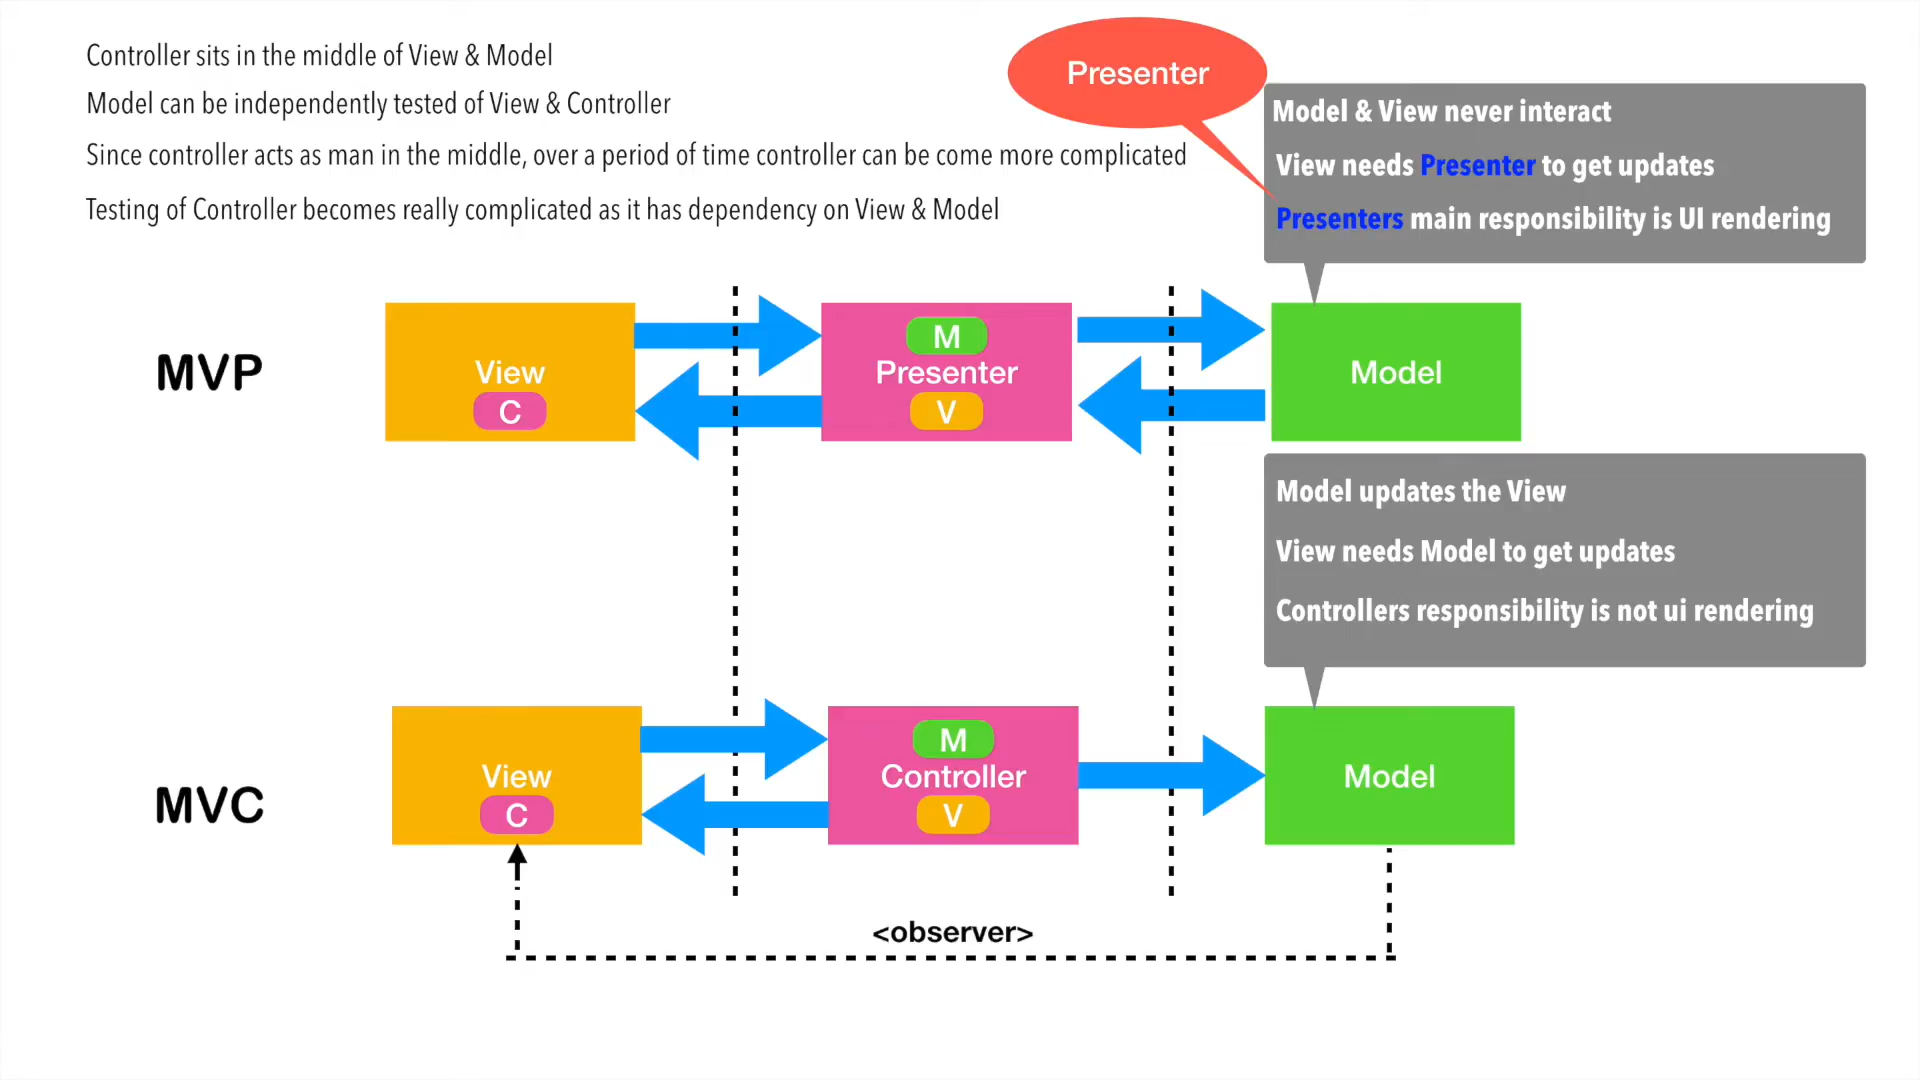 Controller sits in the middle of View & Model
Model can be independently tested of View & Controller
Since controller acts as man in the middle, over a period of time controller can be come more complicated
Testing of Controller becomes really complicated as it has dependency on View & Model
Presenter
Model & View never interact
View needs Presenter to get updates
Presenters main responsibility is UI rendering
MVP
View
C
M
Presenter
V
Model
Model updates the View
View needs Model to get updates
Controllers responsibility is not ui rendering
MVC
View
C
M
Controller
V
Model
<observer>